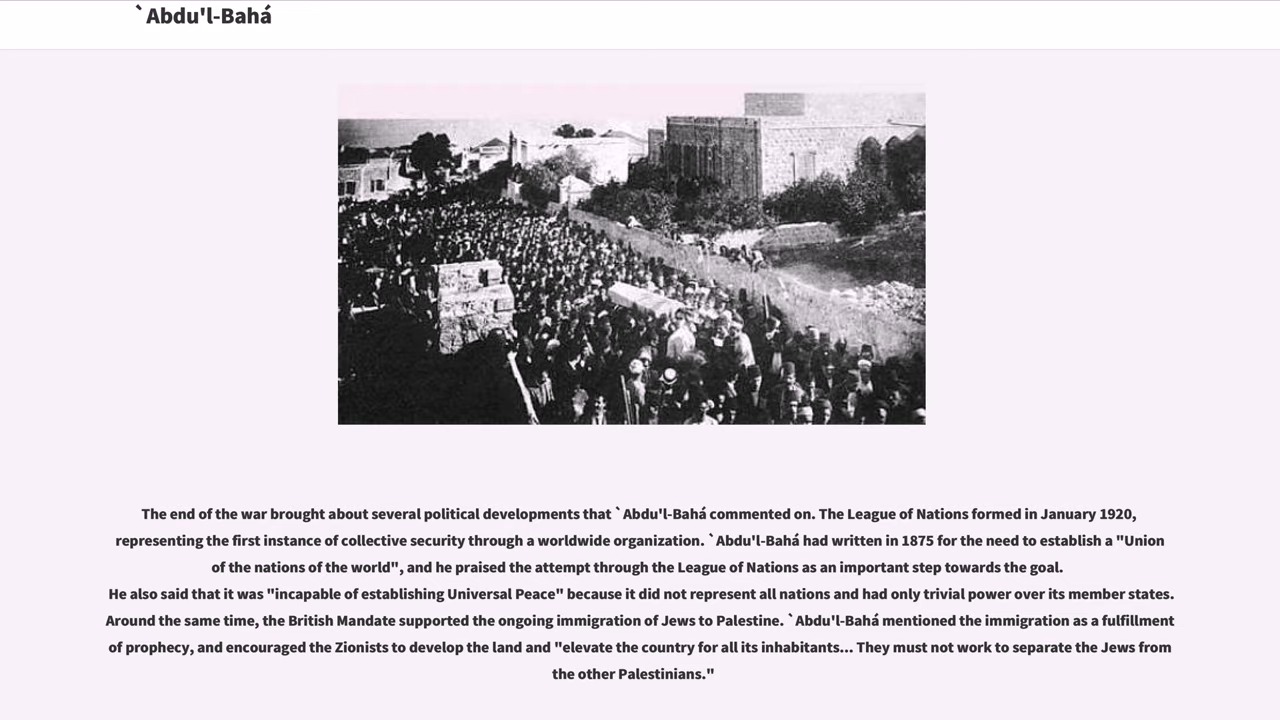 `Abdu'l-Bahá
The end of the war brought about several political developments that `Abdu'l-Bahá commented on. The League of Nations formed in January 1920,
representing the first instance of collective security through a worldwide organization. `Abdu'l-Bahá had written in 1875 for the need to establish a "Union
of the nations of the world", and he praised the attempt through the League of Nations as an important step towards the goal.
He also said that it was "incapable of establishing Universal Peace" because it did not represent all nations and had only trivial power over its member states.
Around the same time, the British Mandate supported the ongoing immigration of Jews to Palestine. `Abdu'l-Bahá mentioned the immigration as a fulfillment
of prophecy, and encouraged the Zionists to develop the land and "elevate the country for all its inhabitants... They must not work to separate the Jews from
the other Palestinians."